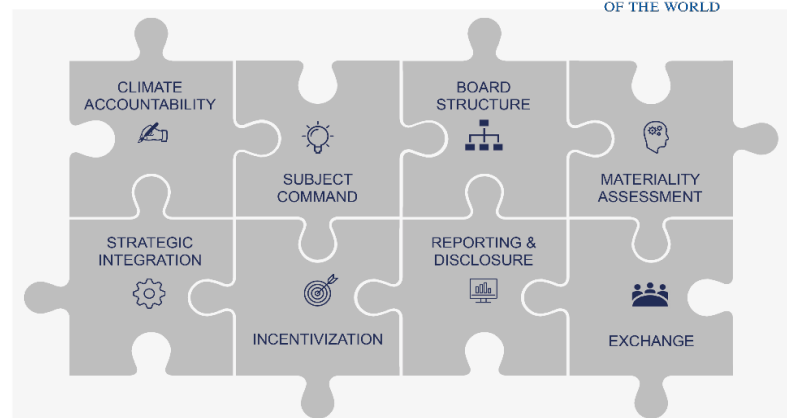 OF THE WORLD
CLIMATE
ACCOUNTABILITY
SUBJECT
COMMAND
BOARD
STRUCTURE
MATERIALITY
ASSESSMENT
STRATEGIC
INTEGRATION
INCENTIVIZATION
REPORTING &
DISCLOSURE
EXCHANGE